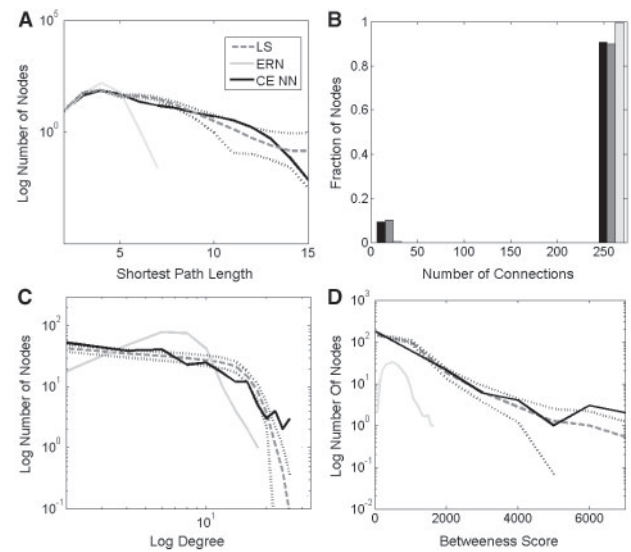 A
10^5
10^0
Log Number of Nodes
LS
ERN
CE NN
5
10
15
Shortest Path Length
B
1
0.8
0.6
0.4
0.2
0
Fraction of Nodes
0
50
100
150
200
250
Number of Connections
C
10^2
10^1
10^0
10^-1
Log Number of Nodes
10^1
Log Degree
D
10^3
10^2
10^1
10^0
10^-1
10^-2
Log Number Of Nodes
0
2000
4000
6000
Betweeness Score